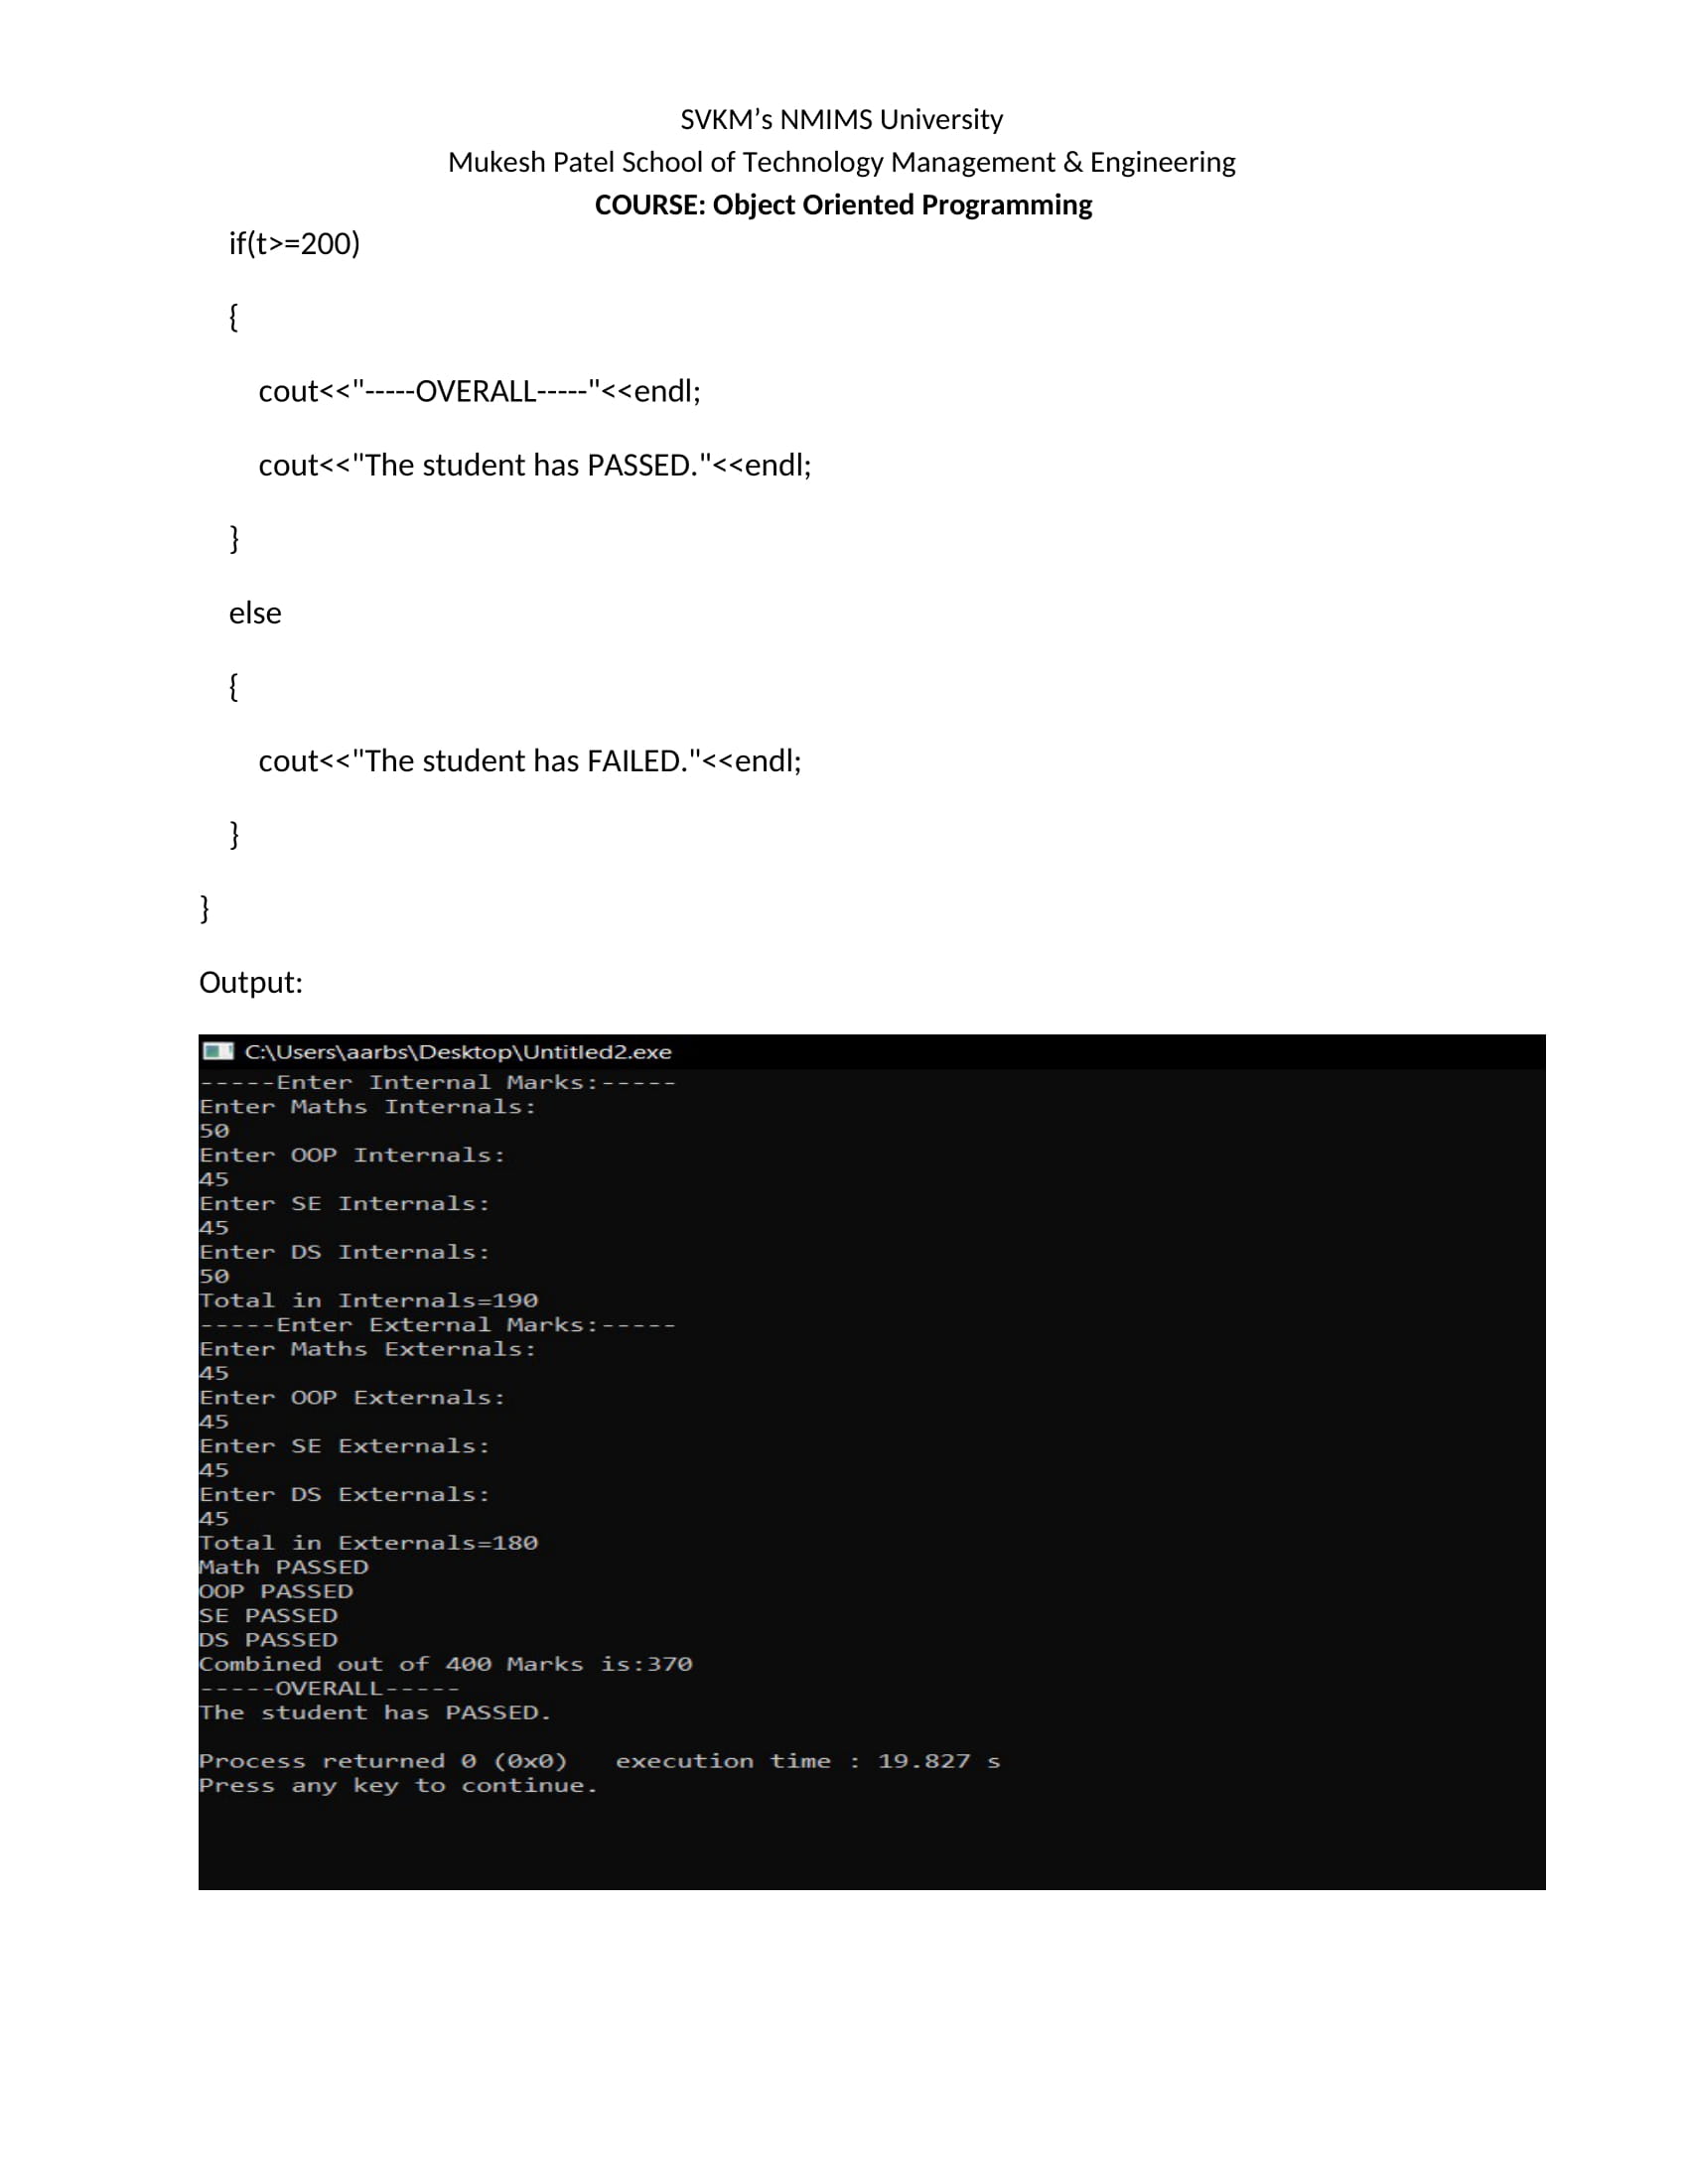 SVKM’s NMIMS University
Mukesh Patel School of Technology Management & Engineering
COURSE: Object Oriented Programming
if(t>=200)
{
cout<<"-----OVERALL-----"<<endl;
cout<<"The student has PASSED."<<endl;
}
else
{
cout<<"The student has FAILED."<<endl;
}
}
Output:
C:\Users\aarbs\Desktop\Untitled2.exe
-----Enter Internal Marks:-----
Enter Maths Internals:
50
Enter OOP Internals:
45
Enter SE Internals:
45
Enter DS Internals:
50
Total in Internals=190
-----Enter External Marks:-----
Enter Maths Externals:
45
Enter OOP Externals:
45
Enter SE Externals:
45
Enter DS Externals:
45
Total in Externals=180
Math PASSED
OOP PASSED
SE PASSED
DS PASSED
Combined out of 400 Marks is:370
-----OVERALL-----
The student has PASSED.
Process returned 0 (0x0)   execution time : 19.827 s
Press any key to continue.